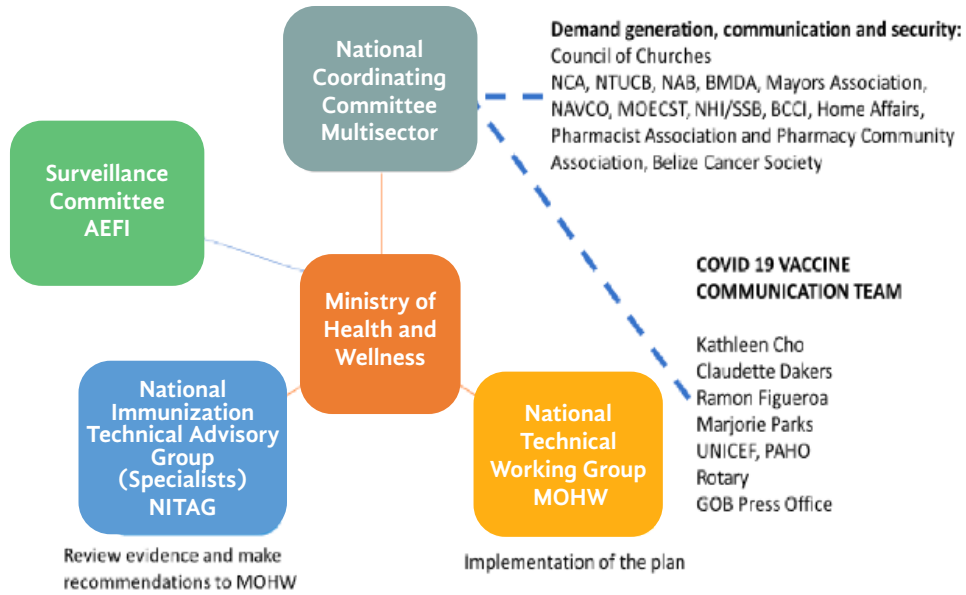 National
Coordinating
Committee
Multisector
Demand generation, communication and security:
Council of Churches
NCA, NTUCB, NAB, BMDA, Mayors Association,
NAVCO, MOECST, NHI/SSB, BCCI, Home Affairs,
Pharmacist Association and Pharmacy Community
Association, Belize Cancer Society
Surveillance
Committee
AEFI
Ministry of
Health and
Wellness
COVID 19 VACCINE
COMMUNICATION TEAM
Kathleen Cho
Claudette Dakers
Ramon Figueroa
Marjorie Parks
UNICEF, PAHO
Rotary
GOB Press Office
National
Immunization
Technical Advisory
Group
(Specialists)
NITAG
Review evidence and make
recommendations to MOHW
National
Technical
Working Group
MOHW
Implementation of the plan